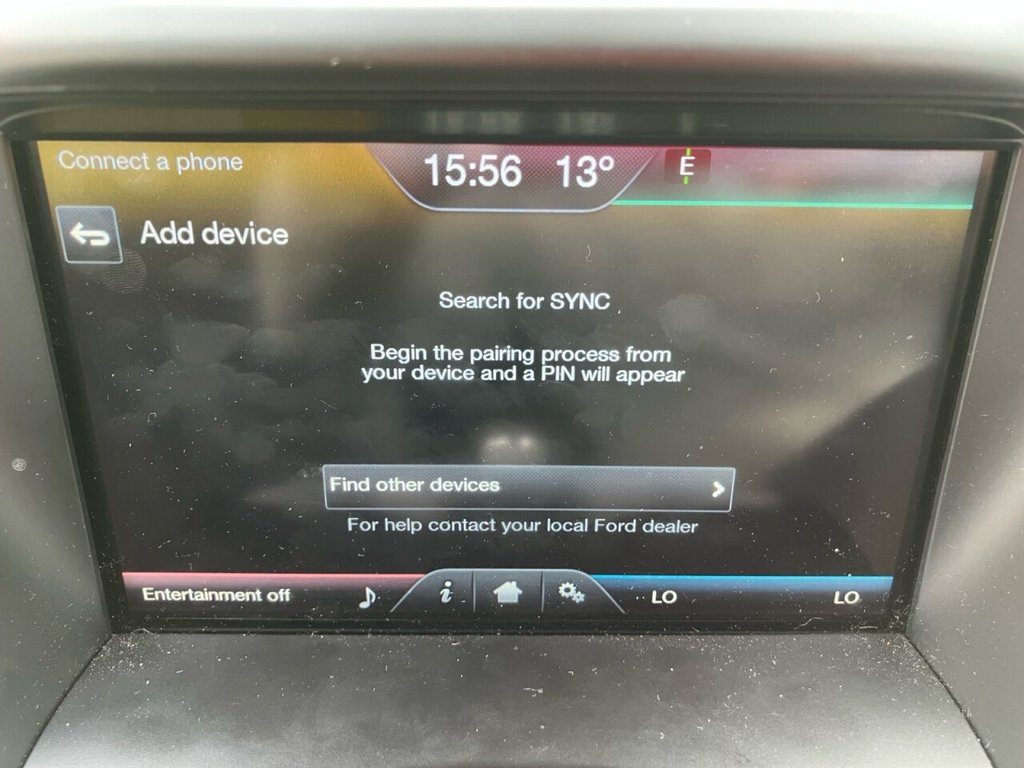 Connect a phone
15:56 13° E
Add device
Search for SYNC
Begin the pairing process from
your device and a PIN will appear
Find other devices
For help contact your local Ford dealer
Entertainment off
i
LO LO